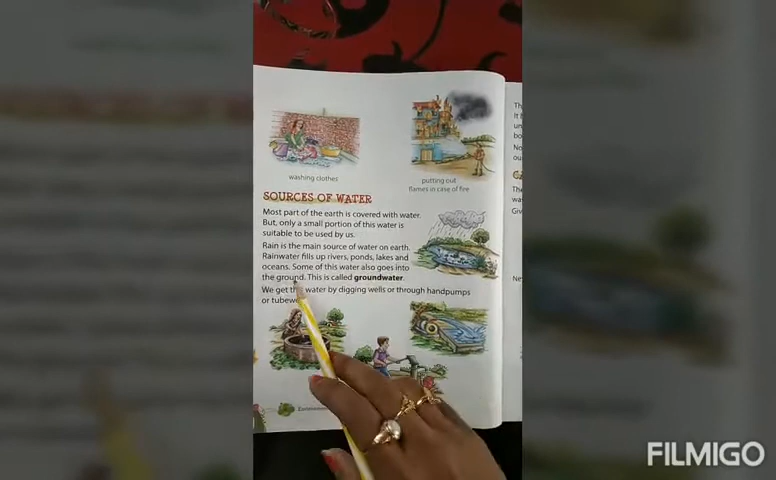 washing clothes
putting out
flames in case of fire
SOURCES OF WATER
Most part of the earth is covered with water.
But, only a small portion of this water is
suitable to be used by us.
Rain is the main source of water on earth.
Rainwater fills up rivers, ponds, lakes and
oceans. Some of this water also goes into
the ground. This is called groundwater.
We get water by digging wells or through handpumps
or
FILMIGO